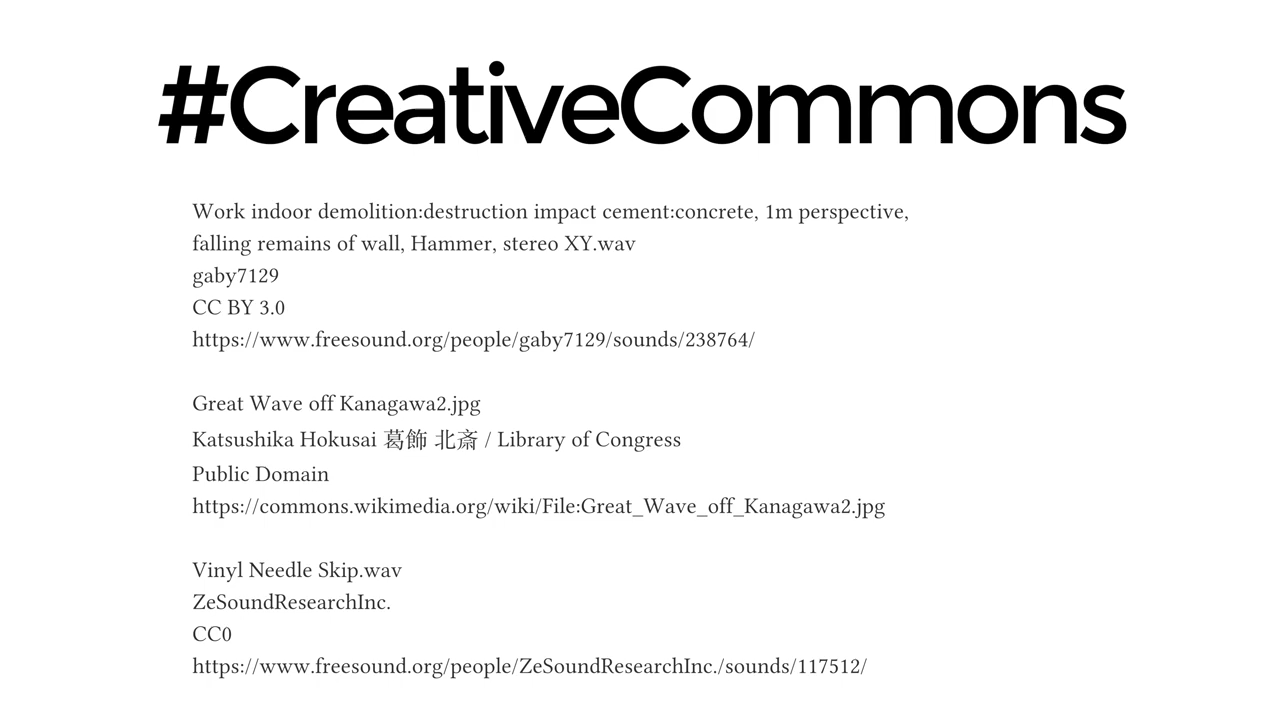 #CreativeCommons
Work indoor demolition:destruction impact cement:concrete, 1m perspective,
falling remains of wall, Hammer, stereo XY.wav
gaby7129
CC BY 3.0
https://www.freesound.org/people/gaby7129/sounds/238764/
Great Wave off Kanagawa2.jpg
Katsushika Hokusai 葛飾 北斎 / Library of Congress
Public Domain
https://commons.wikimedia.org/wiki/File:Great_Wave_off_Kanagawa2.jpg
Vinyl Needle Skip.wav
ZeSoundResearchInc.
CC0
https://www.freesound.org/people/ZeSoundResearchInc./sounds/117512/